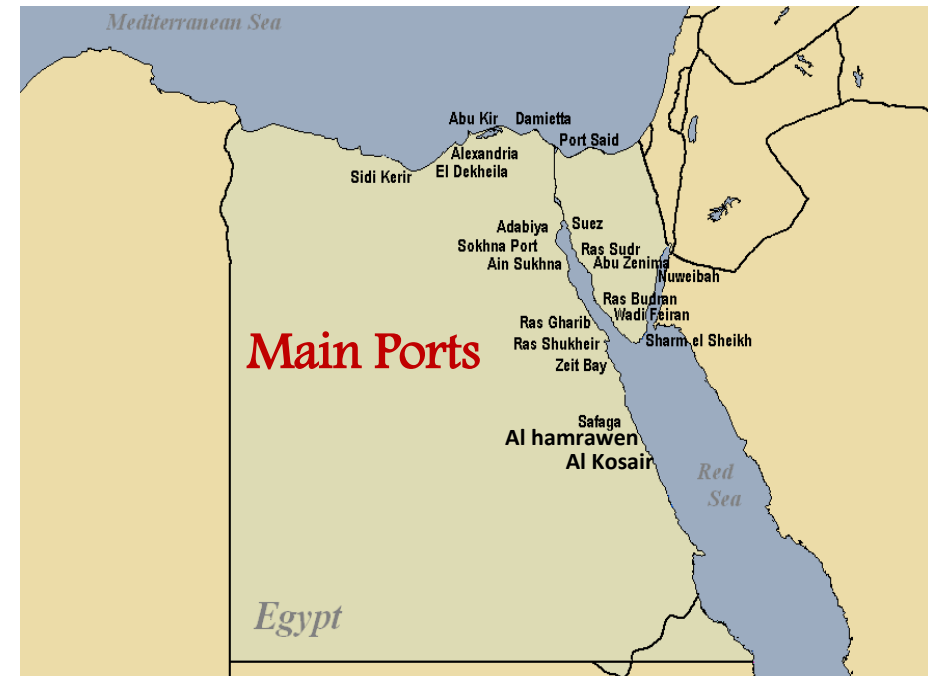 Mediterranean Sea
Abu Kir
Damietta
Port Said
Alexandria
El Dekheila
Sidi Kerir
Adabiya
Suez
Sokhna Port
Ras Sudr
Ain Sukhna
Abu Zenima
Nuweibah
Ras Budran
Wadi Feiran
Ras Gharib
Ras Shukheir
Sharm el Sheikh
Main Ports
Zeit Bay
Safaga
Al hamrawen
Al Kosair
Red
Sea
Egypt